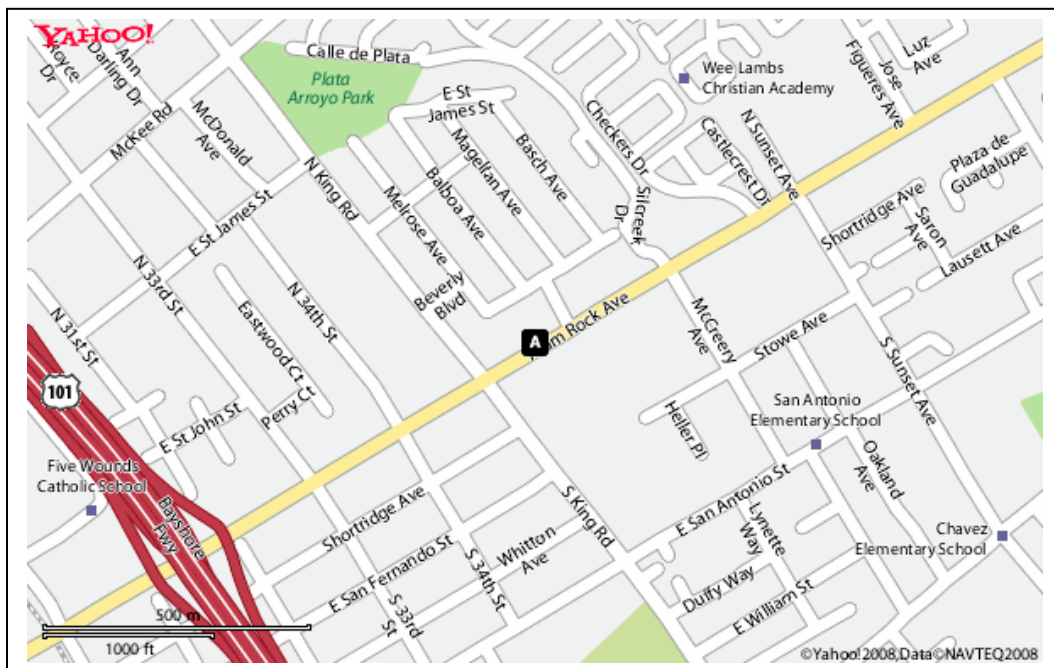 YAHOO!
Royce
Dr
Darling Dr
Ann
McDonald
Ave
McKee Rd
Calle de Plata
Plata
Arroyo Park
E St
James St
Wee Lambs
Christian Academy
Jose
Figueres Ave
Luz
Ave
N King Rd
Melrose Ave
Balboa Ave
Magellan Ave
Basch Ave
Checkers Dr
Silcreek
Dr
Castlecrest Dr
N Sunset Ave
Plaza de
Guadalupe
Shortridge Ave
Saron
Ave
Lausett Ave
E St James St
N 33rd St
N 34th St
N 31st St
Eastwood Ct
Perry Ct
Beverly
Blvd
A
Rock Ave
McCreery
Ave
Stowe Ave
S Sunset Ave
101
E St John St
Five Wounds
Catholic School
Bayshore
Fwy
San Antonio
Elementary School
Heller Pl
Oakland
Ave
Shortridge Ave
S King Rd
E San Antonio St
Lynette
Way
Chavez
Elementary School
E San Fernando St
Whitton
Ave
S 34th St
S 33rd
St
Duffy Way
E William St
500 m
1000 ft
©Yahoo!2008,Data©NAVTEQ2008